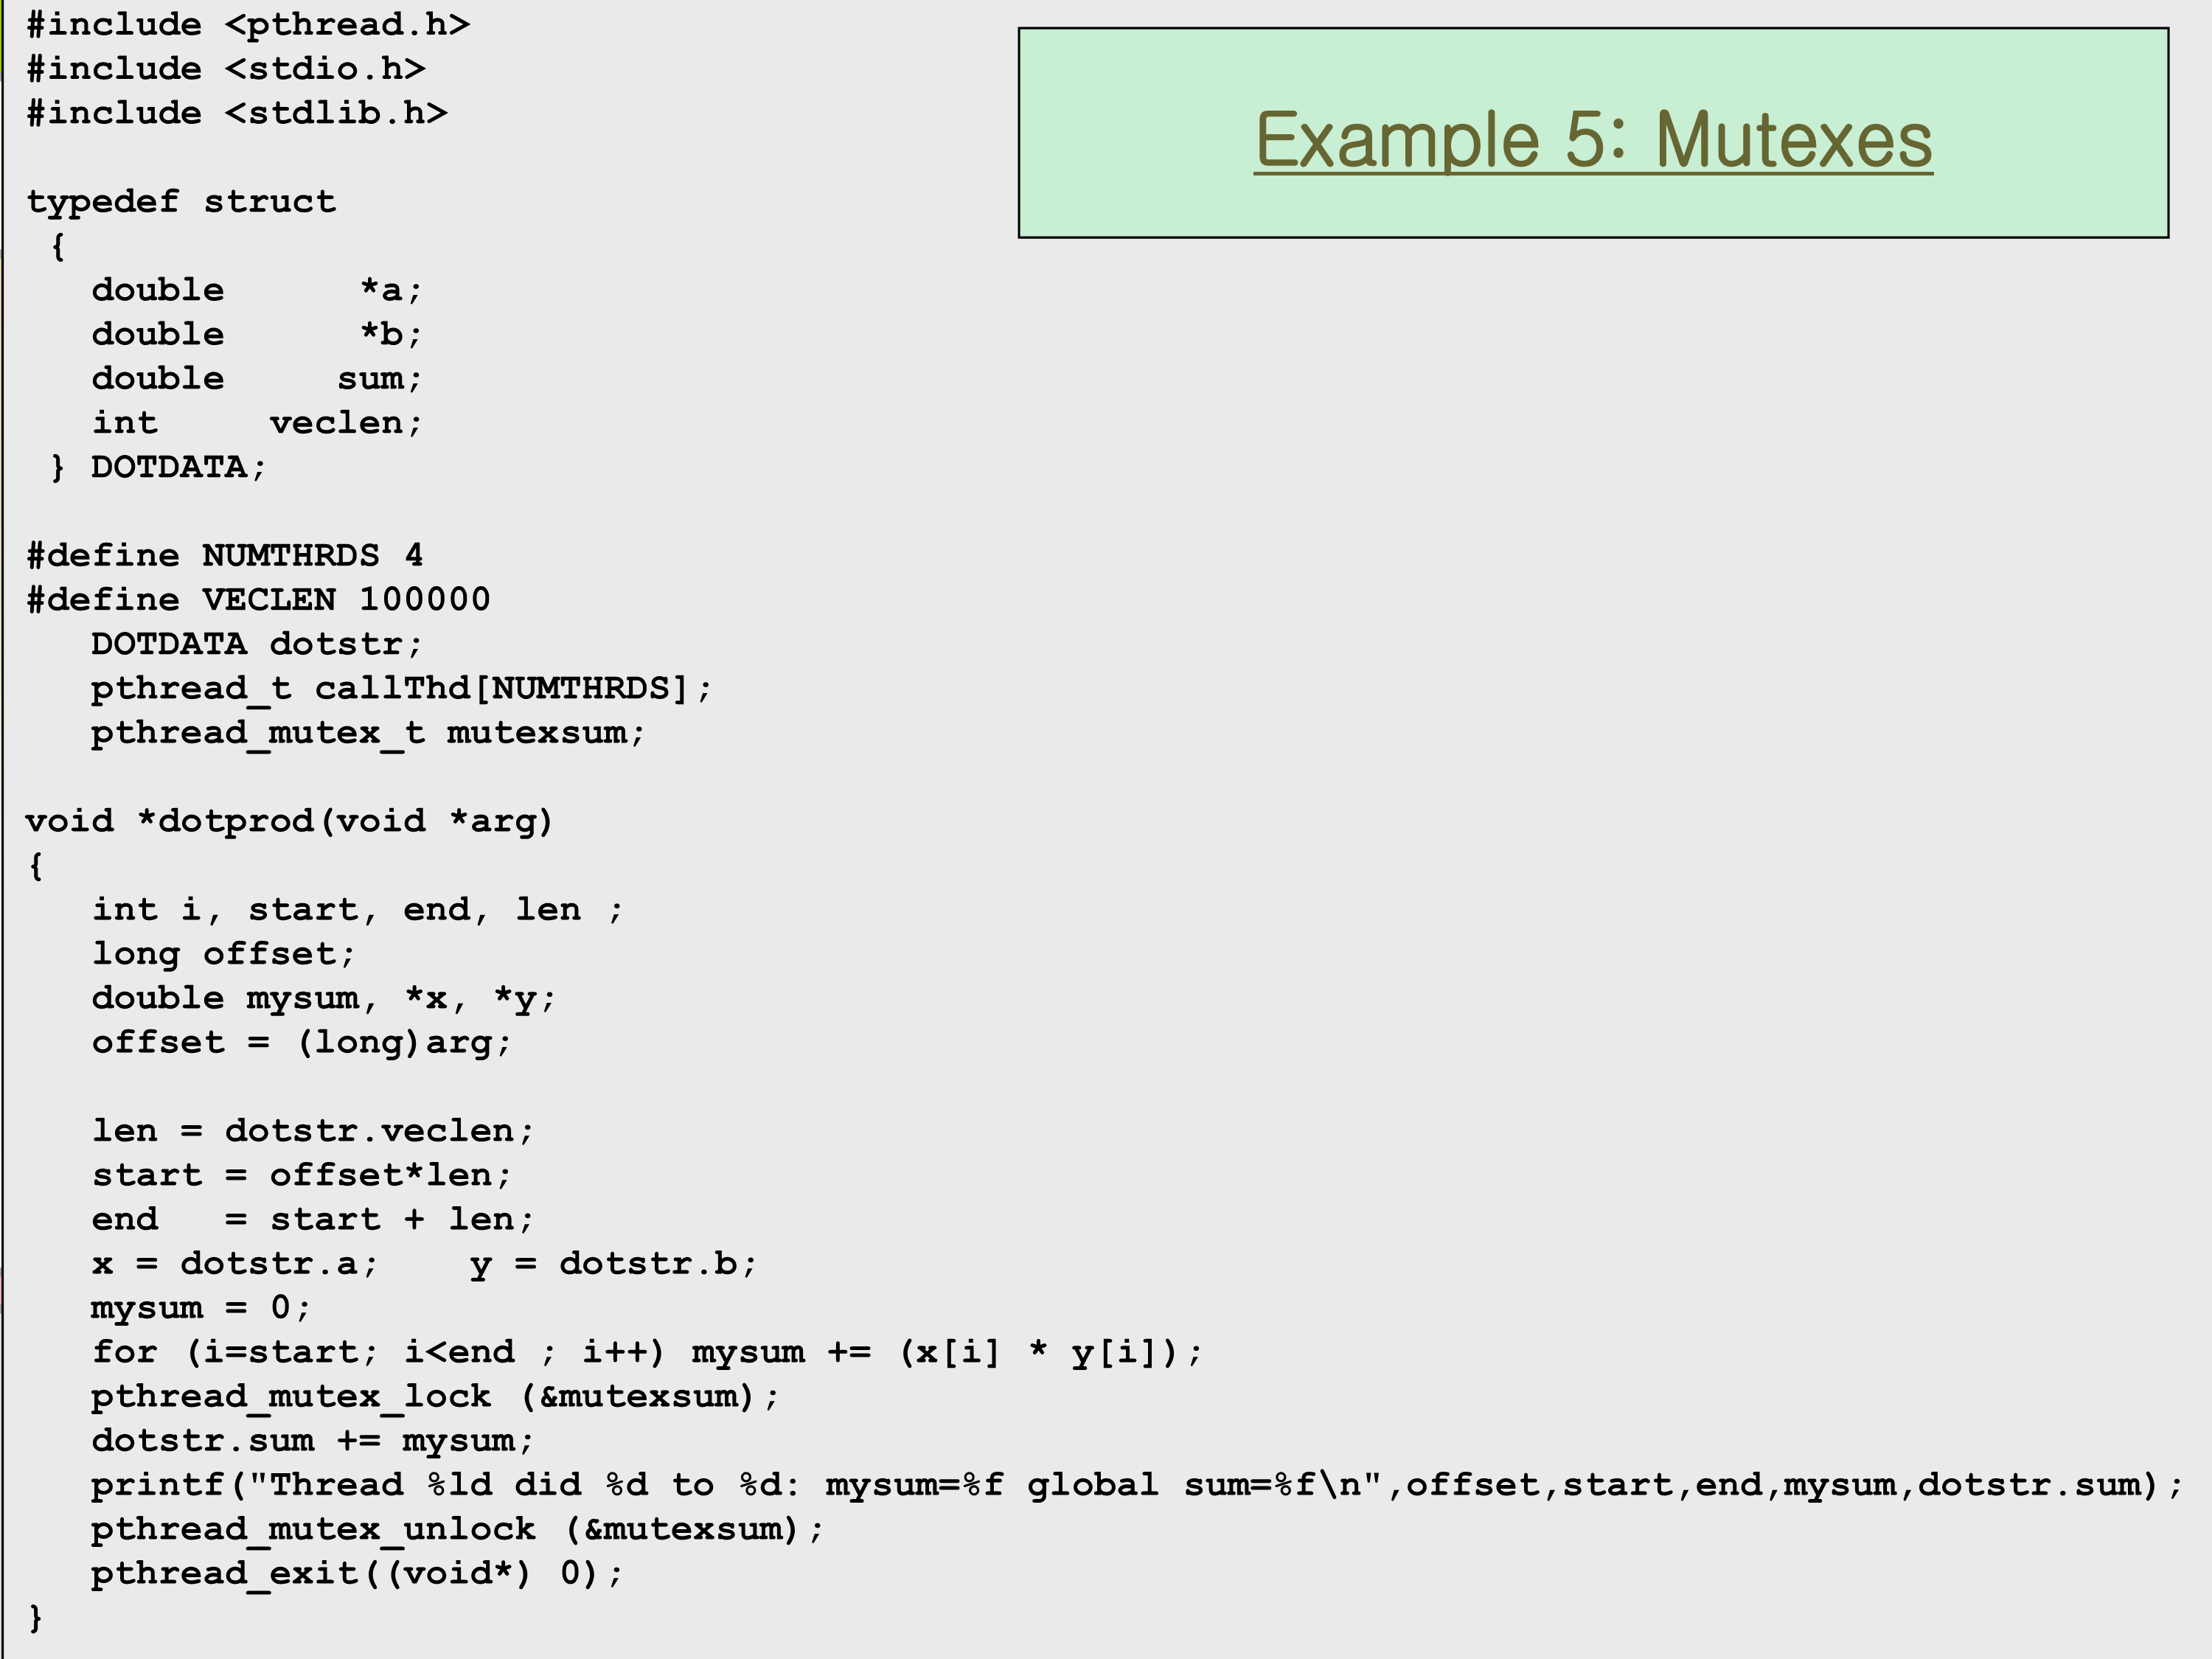 #include <pthread.h>
#include <stdio.h>
#include <stdlib.h>
Example 5: Mutexes
typedef struct
 {
   double      *a;
   double      *b;
   double     sum;
   int     veclen;
 } DOTDATA;
#define NUMTHRDS 4
#define VECLEN 100000
   DOTDATA dotstr;
   pthread_t callThd[NUMTHRDS];
   pthread_mutex_t mutexsum;
void *dotprod(void *arg)
{
   int i, start, end, len ;
   long offset;
   double mysum, *x, *y;
   offset = (long)arg;
   len = dotstr.veclen;
   start = offset*len;
   end   = start + len;
   x = dotstr.a;    y = dotstr.b;
   mysum = 0;
   for (i=start; i<end ; i++) mysum += (x[i] * y[i]);
   pthread_mutex_lock (&mutexsum);
   dotstr.sum += mysum;
   printf("Thread %ld did %d to %d: mysum=%f global sum=%f\n",offset,start,end,mysum,dotstr.sum);
   pthread_mutex_unlock (&mutexsum);
   pthread_exit((void*) 0);
}